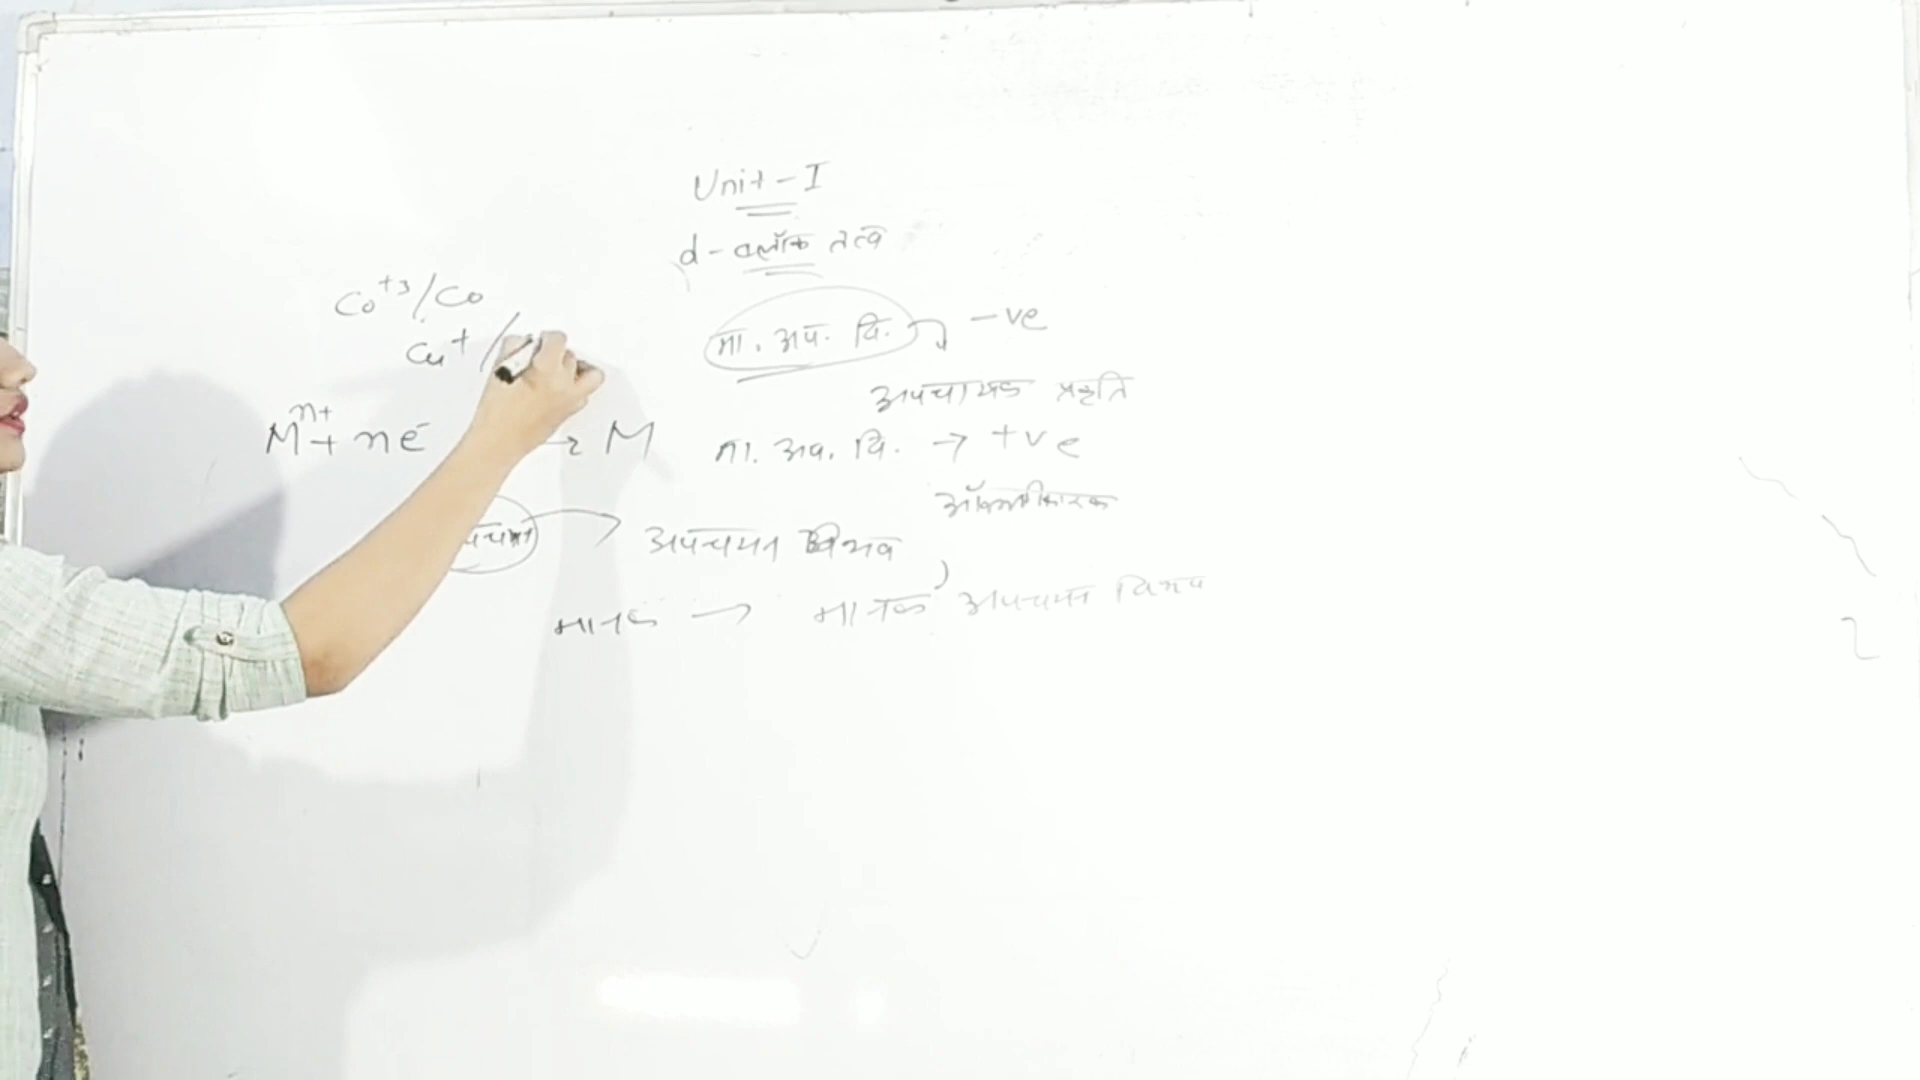 Unit-I
d-ब्लॉक तत्व
Co⁺³/Co
Cu⁺/
मा. अप. वि. → -ve
अपचायक प्रकृति
Mⁿ⁺ + ne⁻ → M
मा. अप. वि. → +ve
ऑक्सीकारक
पचयन → अपचयन विभव
मानक → मानक अपचयन विभव